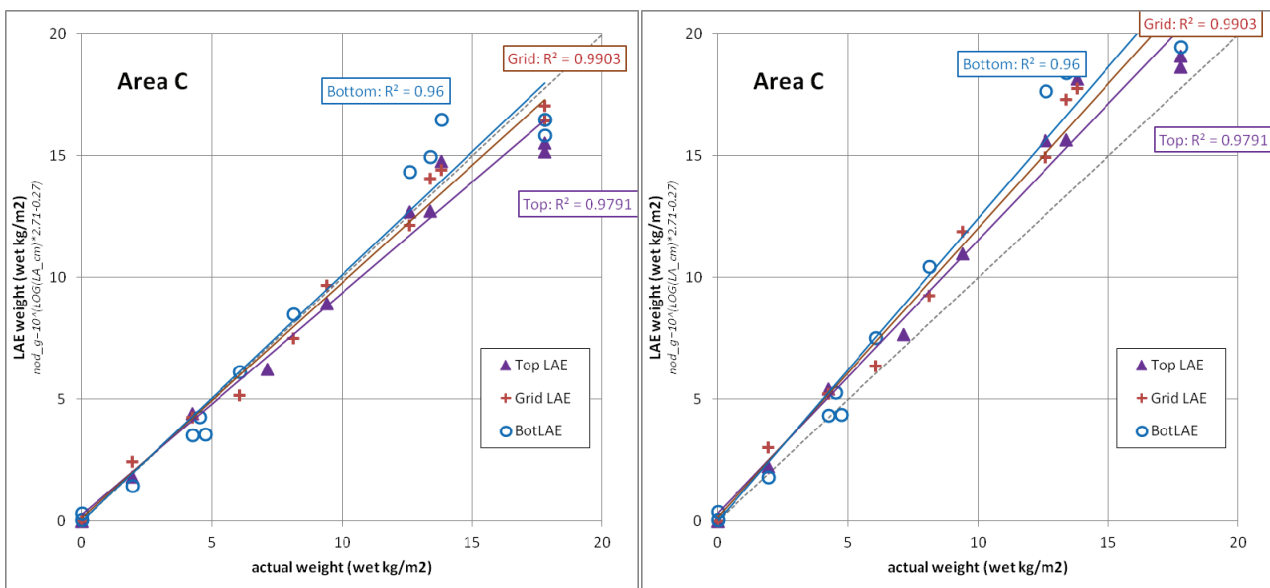 Area C
Grid: R² = 0.9903
Bottom: R² = 0.96
Top: R² = 0.9791
LAE weight (wet kg/m2)
nod_g=10^(LOG(LA_cm)*2.71-0.27)
20
15
10
5
0
0 5 10 15 20
actual weight (wet kg/m2)
Top LAE
Grid LAE
BotLAE
Area C
Grid: R² = 0.9903
Bottom: R² = 0.96
Top: R² = 0.9791
LAE weight (wet kg/m2)
nod_g=10^(LOG(LA_cm)*2.71-0.27)
20
15
10
5
0
0 5 10 15 20
actual weight (wet kg/m2)
Top LAE
Grid LAE
BotLAE